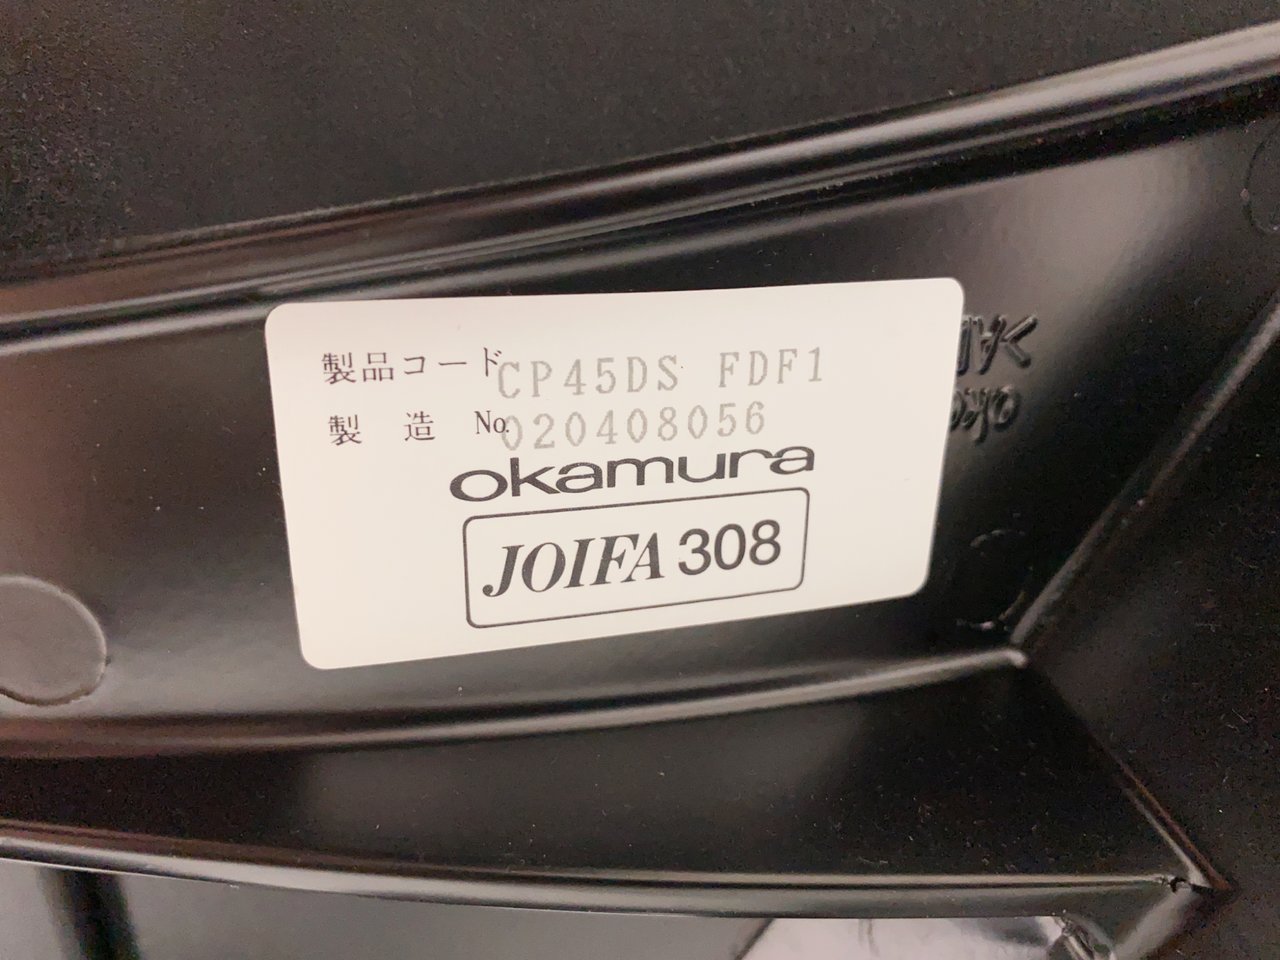 製品コード CP45DS FDF1
製 造 No. 020408056
okamura
JOIFA 308